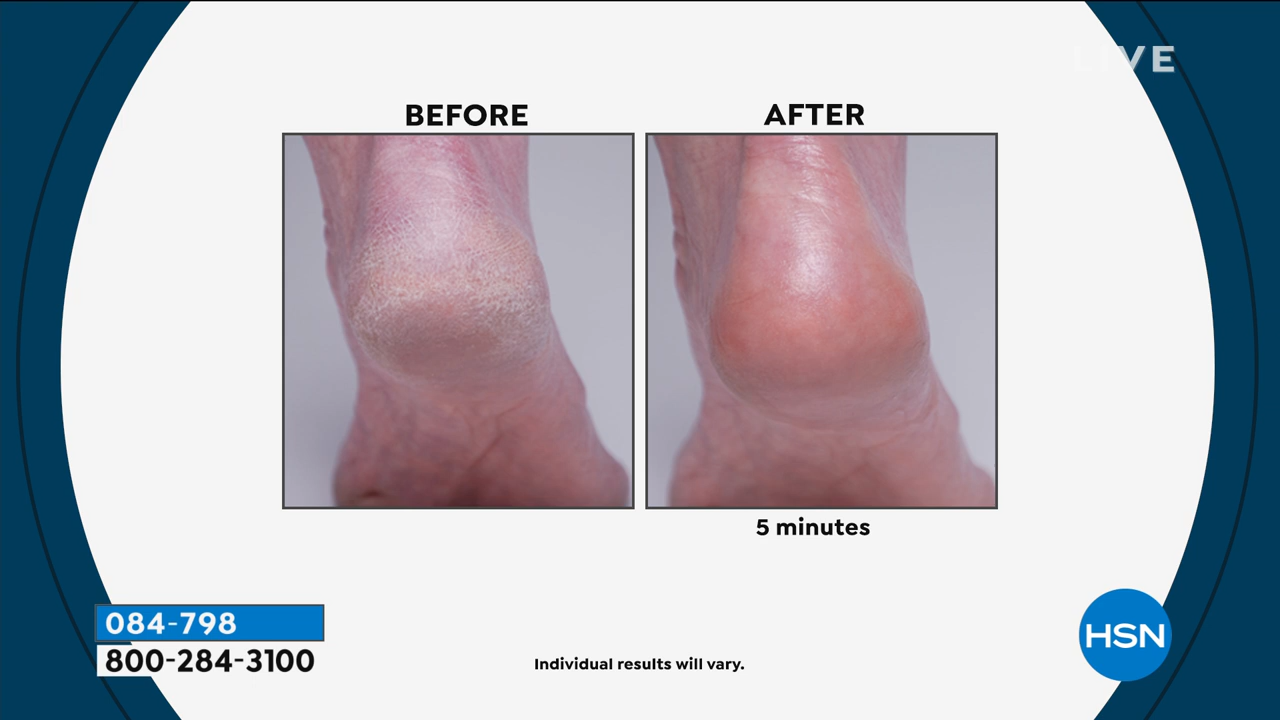 LIVE
BEFORE
AFTER
5 minutes
084-798
800-284-3100
Individual results will vary.
HSN